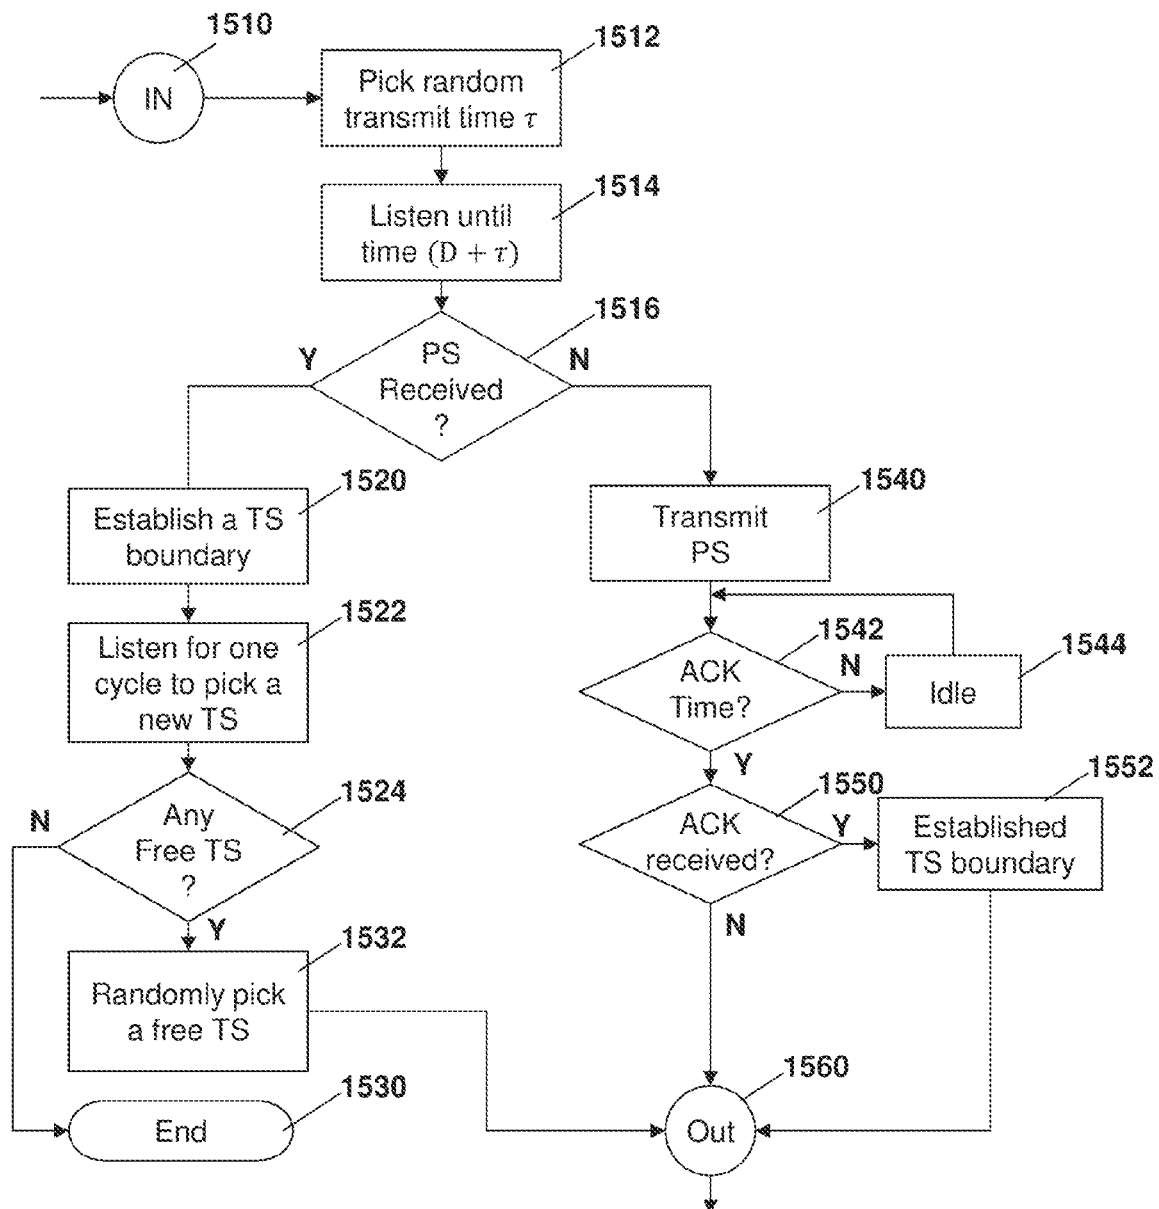 1510
IN
1512
Pick random
transmit time τ
1514
Listen until
time (D + τ)
1516
PS
Received
?
Y
N
1520
Establish a TS
boundary
1540
Transmit
PS
1522
Listen for one
cycle to pick a
new TS
1542
ACK
Time?
N
1544
Idle
Y
1524
Any
Free TS
?
N
Y
1550
ACK
received?
Y
1552
Established
TS boundary
N
1532
Randomly pick
a free TS
1530
End
1560
Out